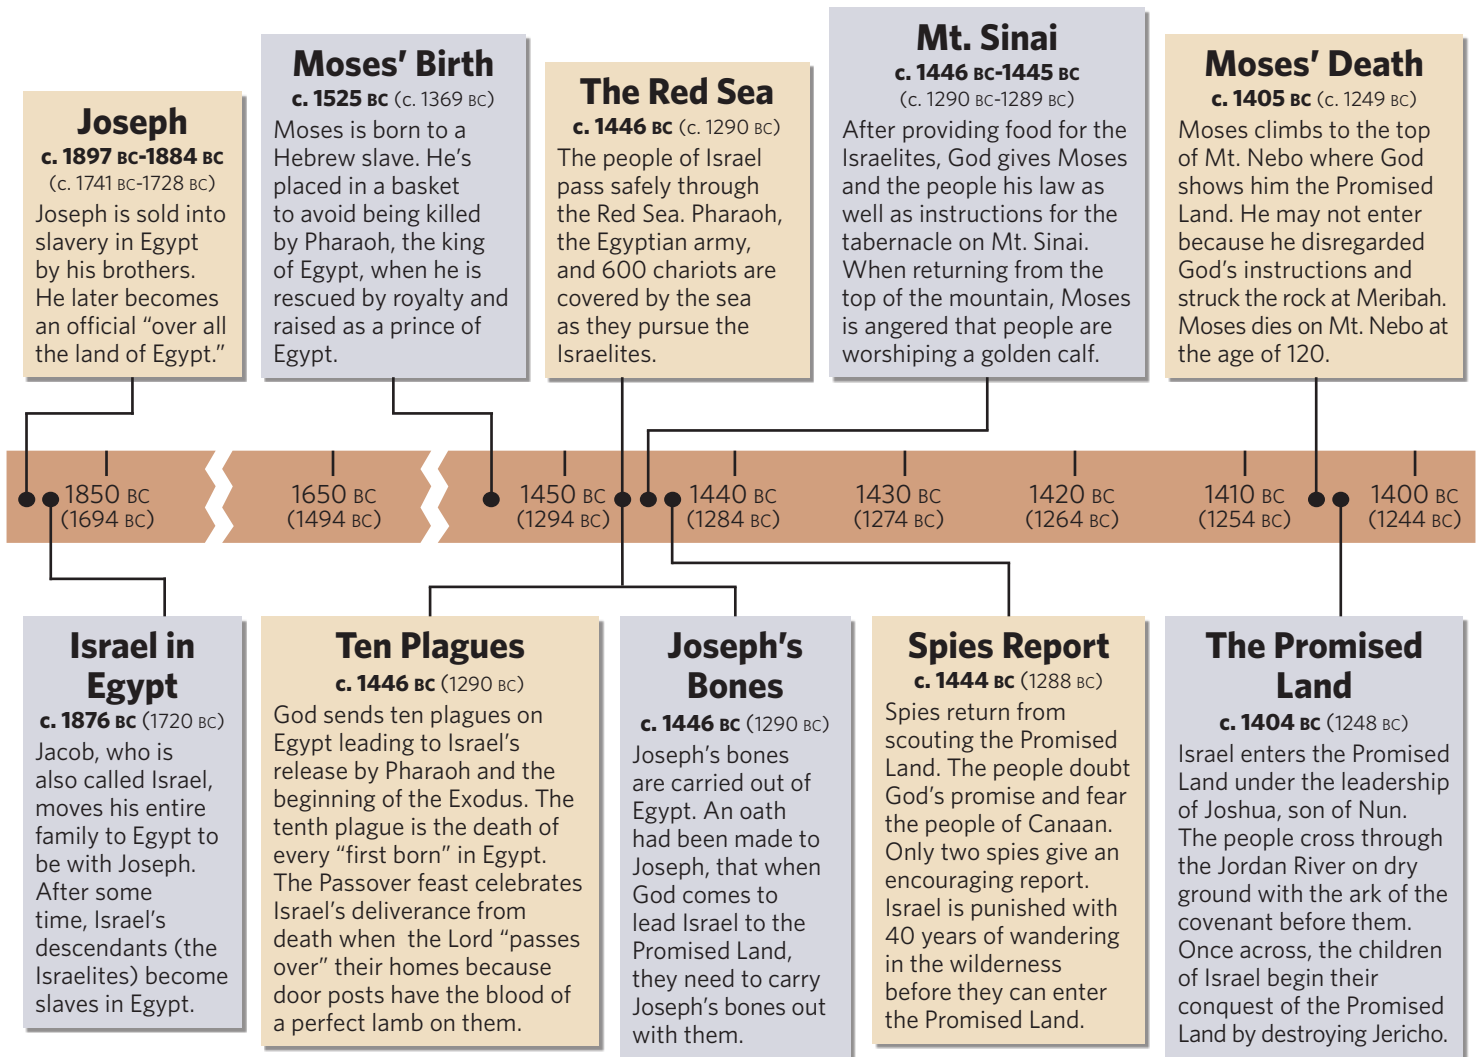 Joseph
c. 1897 BC-1884 BC
(c. 1741 BC-1728 BC)
Joseph is sold into
slavery in Egypt
by his brothers.
He later becomes
an official “over all
the land of Egypt.”
Moses’ Birth
c. 1525 BC (c. 1369 BC)
Moses is born to a
Hebrew slave. He’s
placed in a basket
to avoid being killed
by Pharaoh, the king
of Egypt, when he is
rescued by royalty and
raised as a prince of
Egypt.
The Red Sea
c. 1446 BC (c. 1290 BC)
The people of Israel
pass safely through
the Red Sea. Pharaoh,
the Egyptian army,
and 600 chariots are
covered by the sea
as they pursue the
Israelites.
Mt. Sinai
c. 1446 BC-1445 BC
(c. 1290 BC-1289 BC)
After providing food for the
Israelites, God gives Moses
and the people his law as
well as instructions for the
tabernacle on Mt. Sinai.
When returning from the
top of the mountain, Moses
is angered that people are
worshiping a golden calf.
Moses’ Death
c. 1405 BC (c. 1249 BC)
Moses climbs to the top
of Mt. Nebo where God
shows him the Promised
Land. He may not enter
because he disregarded
God’s instructions and
struck the rock at Meribah.
Moses dies on Mt. Nebo at
the age of 120.
1850 BC
(1694 BC)
1650 BC
(1494 BC)
1450 BC
(1294 BC)
1440 BC
(1284 BC)
1430 BC
(1274 BC)
1420 BC
(1264 BC)
1410 BC
(1254 BC)
1400 BC
(1244 BC)
Israel in
Egypt
c. 1876 BC (1720 BC)
Jacob, who is
also called Israel,
moves his entire
family to Egypt to
be with Joseph.
After some
time, Israel’s
descendants (the
Israelites) become
slaves in Egypt.
Ten Plagues
c. 1446 BC (1290 BC)
God sends ten plagues on
Egypt leading to Israel’s
release by Pharaoh and the
beginning of the Exodus. The
tenth plague is the death of
every “first born” in Egypt.
The Passover feast celebrates
Israel’s deliverance from
death when the Lord “passes
over” their homes because
door posts have the blood of
a perfect lamb on them.
Joseph’s
Bones
c. 1446 BC (1290 BC)
Joseph’s bones
are carried out of
Egypt. An oath
had been made to
Joseph, that when
God comes to
lead Israel to the
Promised Land,
they need to carry
Joseph’s bones out
with them.
Spies Report
c. 1444 BC (1288 BC)
Spies return from
scouting the Promised
Land. The people doubt
God’s promise and fear
the people of Canaan.
Only two spies give an
encouraging report.
Israel is punished with
40 years of wandering
in the wilderness
before they can enter
the Promised Land.
The Promised
Land
c. 1404 BC (1248 BC)
Israel enters the Promised
Land under the leadership
of Joshua, son of Nun.
The people cross through
the Jordan River on dry
ground with the ark of the
covenant before them.
Once across, the children
of Israel begin their
conquest of the Promised
Land by destroying Jericho.